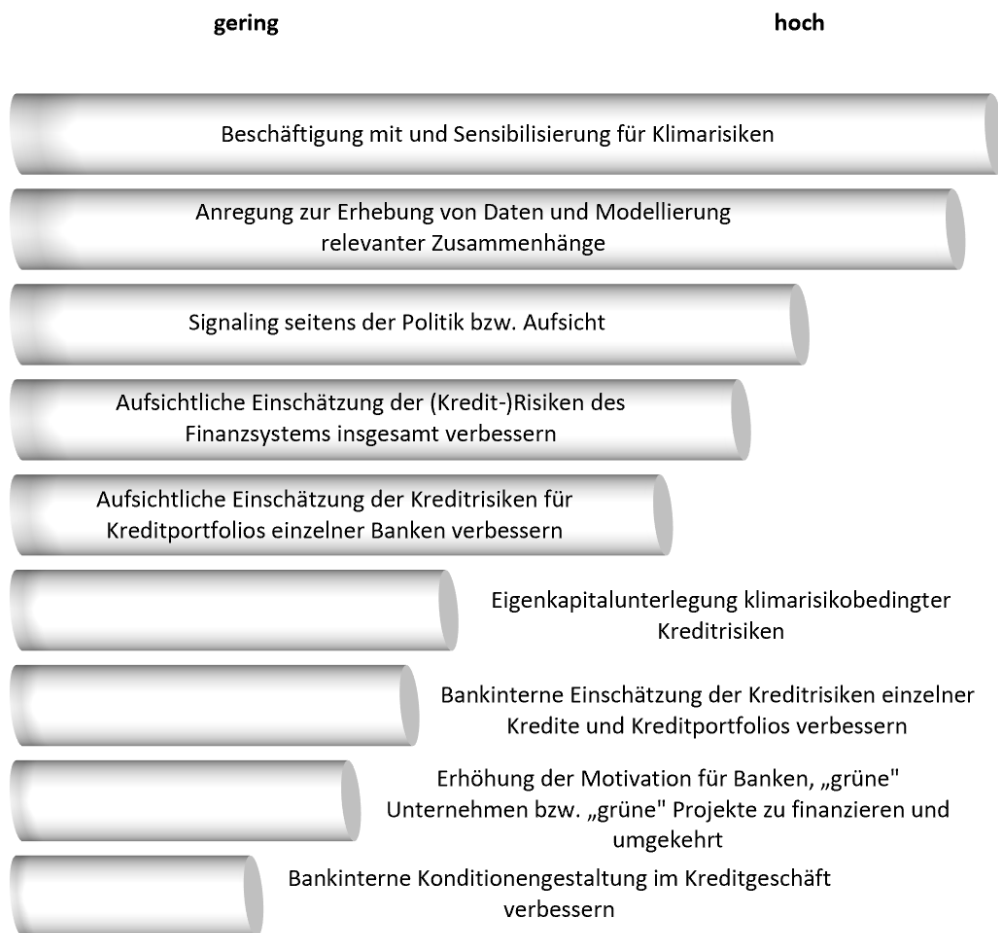 gering hoch
Beschäftigung mit und Sensibilisierung für Klimarisiken
Anregung zur Erhebung von Daten und Modellierung
relevanter Zusammenhänge
Signaling seitens der Politik bzw. Aufsicht
Aufsichtliche Einschätzung der (Kredit-)Risiken des
Finanzsystems insgesamt verbessern
Aufsichtliche Einschätzung der Kreditrisiken für
Kreditportfolios einzelner Banken verbessern
Eigenkapitalunterlegung klimarisikobedingter
Kreditrisiken
Bankinterne Einschätzung der Kreditrisiken einzelner
Kredite und Kreditportfolios verbessern
Erhöhung der Motivation für Banken, „grüne"
Unternehmen bzw. „grüne" Projekte zu finanzieren und
umgekehrt
Bankinterne Konditionengestaltung im Kreditgeschäft
verbessern